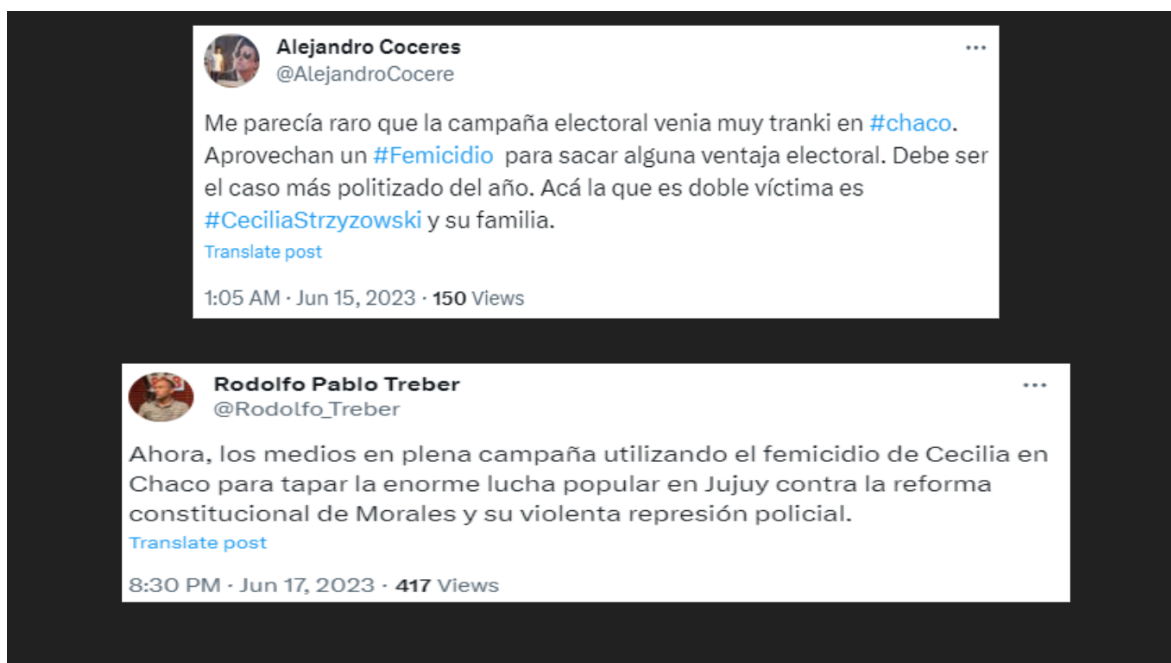 Alejandro Coceres
@AlejandroCocere
Me parecía raro que la campaña electoral venia muy tranki en #chaco.
Aprovechan un #Femicidio para sacar alguna ventaja electoral. Debe ser
el caso más politizado del año. Acá la que es doble víctima es
#CeciliaStrzyzowski y su familia.
Translate post
1:05 AM · Jun 15, 2023 · 150 Views
Rodolfo Pablo Treber
@Rodolfo_Treber
Ahora, los medios en plena campaña utilizando el femicidio de Cecilia en
Chaco para tapar la enorme lucha popular en Jujuy contra la reforma
constitucional de Morales y su violenta represión policial.
Translate post
8:30 PM · Jun 17, 2023 · 417 Views